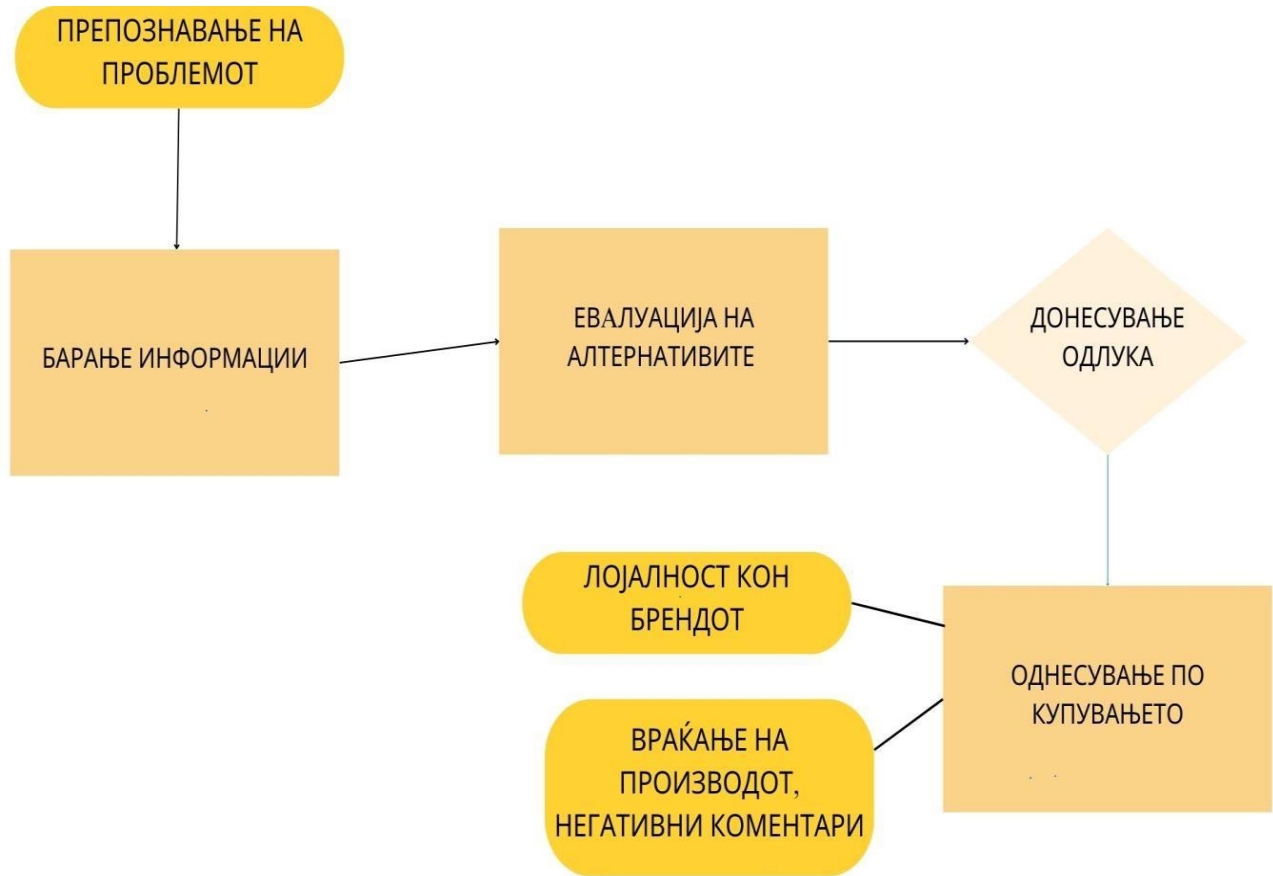 ПРЕПОЗНАВАЊЕ НА
ПРОБЛЕМОТ
БАРАЊЕ ИНФОРМАЦИИ
ЕВАЛУАЦИЈА НА
АЛТЕРНАТИВИТЕ
ДОНЕСУВАЊЕ
ОДЛУКА
ЛОЈАЛНОСТ КОН
БРЕНДОТ
ОДНЕСУВАЊЕ ПО
КУПУВАЊЕТО
ВРАЌАЊЕ НА
ПРОИЗВОДОТ,
НЕГАТИВНИ КОМЕНТАРИ